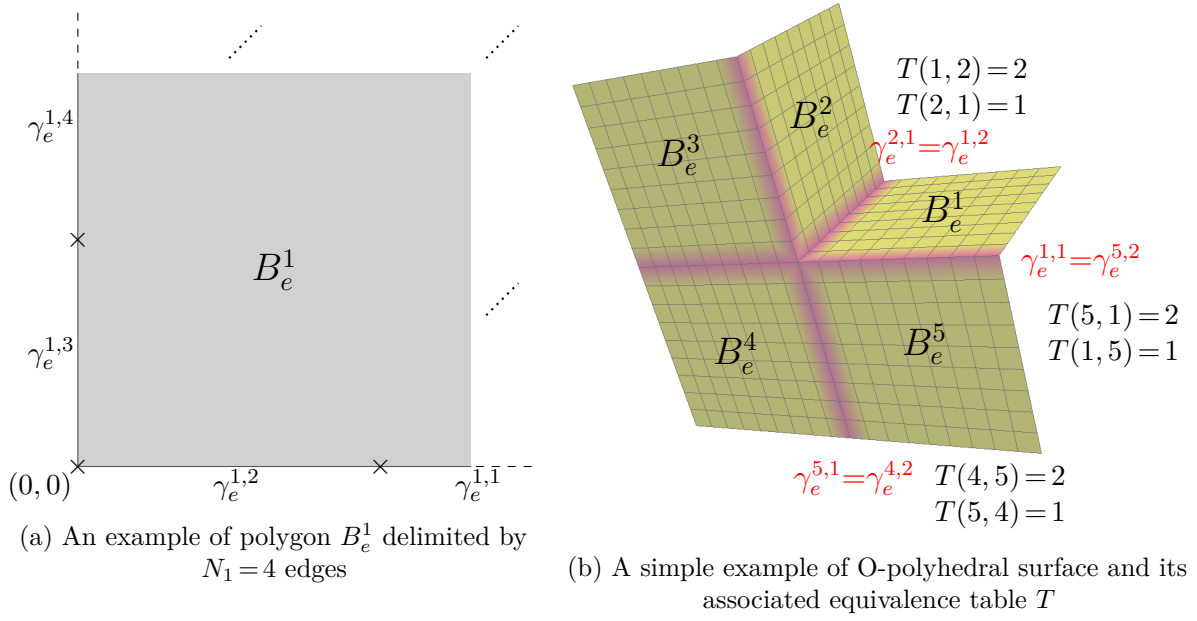 γ_e^{1,4}
B_e^1
γ_e^{1,3}
(0, 0)
γ_e^{1,2}
γ_e^{1,1}
(a) An example of polygon B_e^1 delimited by
N_1 = 4 edges
T(1, 2) = 2
T(2, 1) = 1
B_e^2
γ_e^{2,1} = γ_e^{1,2}
B_e^3
B_e^1
γ_e^{1,1} = γ_e^{5,2}
T(5, 1) = 2
T(1, 5) = 1
B_e^4
B_e^5
γ_e^{5,1} = γ_e^{4,2}
T(4, 5) = 2
T(5, 4) = 1
(b) A simple example of O-polyhedral surface and its
associated equivalence table T